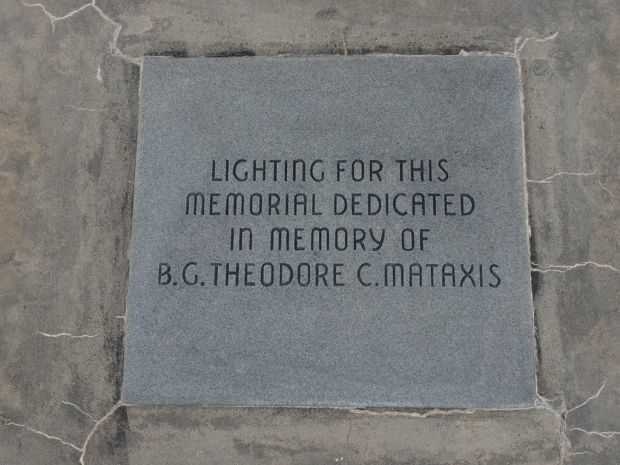 LIGHTING FOR THIS
MEMORIAL DEDICATED
IN MEMORY OF
B.G. THEODORE C. MATAXIS